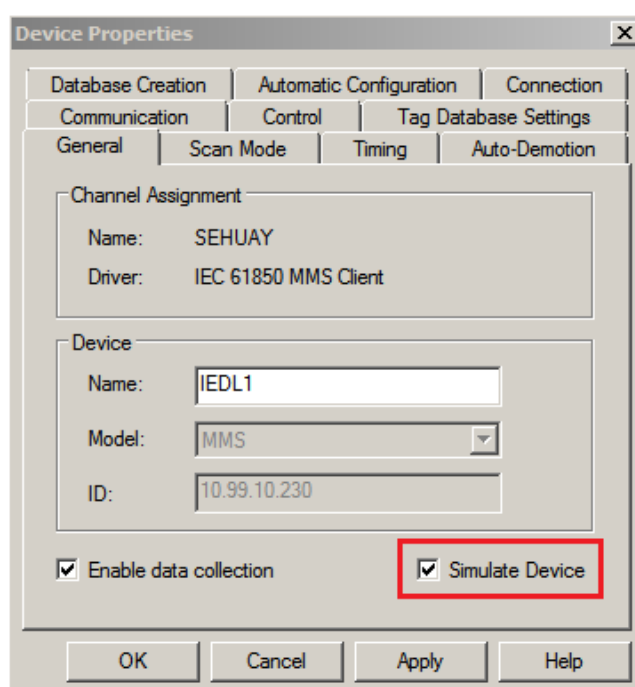 Device Properties
Database Creation Automatic Configuration Connection
Communication Control Tag Database Settings
General Scan Mode Timing Auto-Demotion
Channel Assignment
Name: SEHUAY
Driver: IEC 61850 MMS Client
Device
Name: IEDL1
Model: MMS
ID: 10.99.10.230
Enable data collection Simulate Device
OK Cancel Apply Help